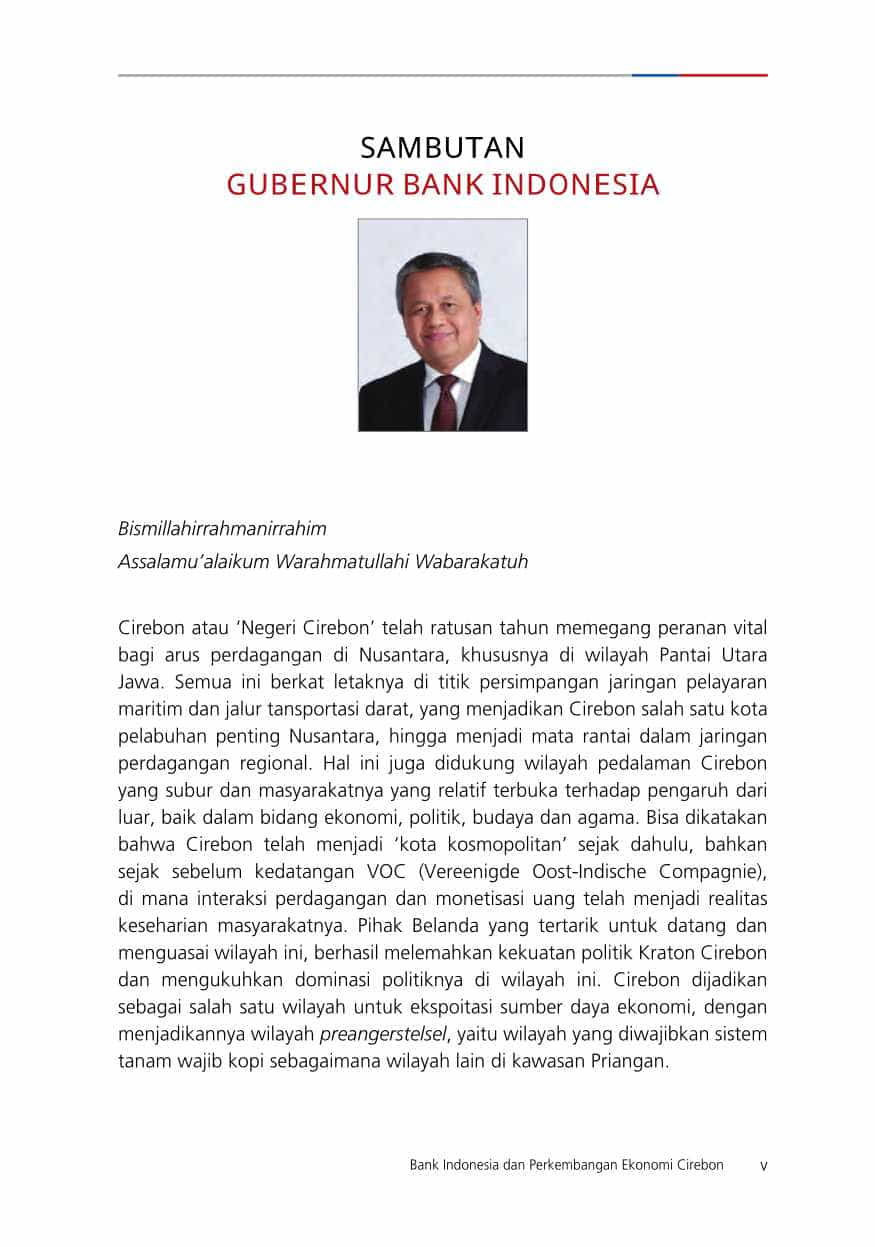 SAMBUTAN
GUBERNUR BANK INDONESIA
Bismillahirrahmanirrahim
Assalamu’alaikum Warahmatullahi Wabarakatuh
Cirebon atau ‘Negeri Cirebon’ telah ratusan tahun memegang peranan vital
bagi arus perdagangan di Nusantara, khususnya di wilayah Pantai Utara
Jawa. Semua ini berkat letaknya di titik persimpangan jaringan pelayaran
maritim dan jalur tansportasi darat, yang menjadikan Cirebon salah satu kota
pelabuhan penting Nusantara, hingga menjadi mata rantai dalam jaringan
perdagangan regional. Hal ini juga didukung wilayah pedalaman Cirebon
yang subur dan masyarakatnya yang relatif terbuka terhadap pengaruh dari
luar, baik dalam bidang ekonomi, politik, budaya dan agama. Bisa dikatakan
bahwa Cirebon telah menjadi ‘kota kosmopolitan’ sejak dahulu, bahkan
sejak sebelum kedatangan VOC (Vereenigde Oost-Indische Compagnie),
di mana interaksi perdagangan dan monetisasi uang telah menjadi realitas
keseharian masyarakatnya. Pihak Belanda yang tertarik untuk datang dan
menguasai wilayah ini, berhasil melemahkan kekuatan politik Kraton Cirebon
dan mengukuhkan dominasi politiknya di wilayah ini. Cirebon dijadikan
sebagai salah satu wilayah untuk ekspoitasi sumber daya ekonomi, dengan
menjadikannya wilayah preangerstelsel, yaitu wilayah yang diwajibkan sistem
tanam wajib kopi sebagaimana wilayah lain di kawasan Priangan.
Bank Indonesia dan Perkembangan Ekonomi Cirebon v